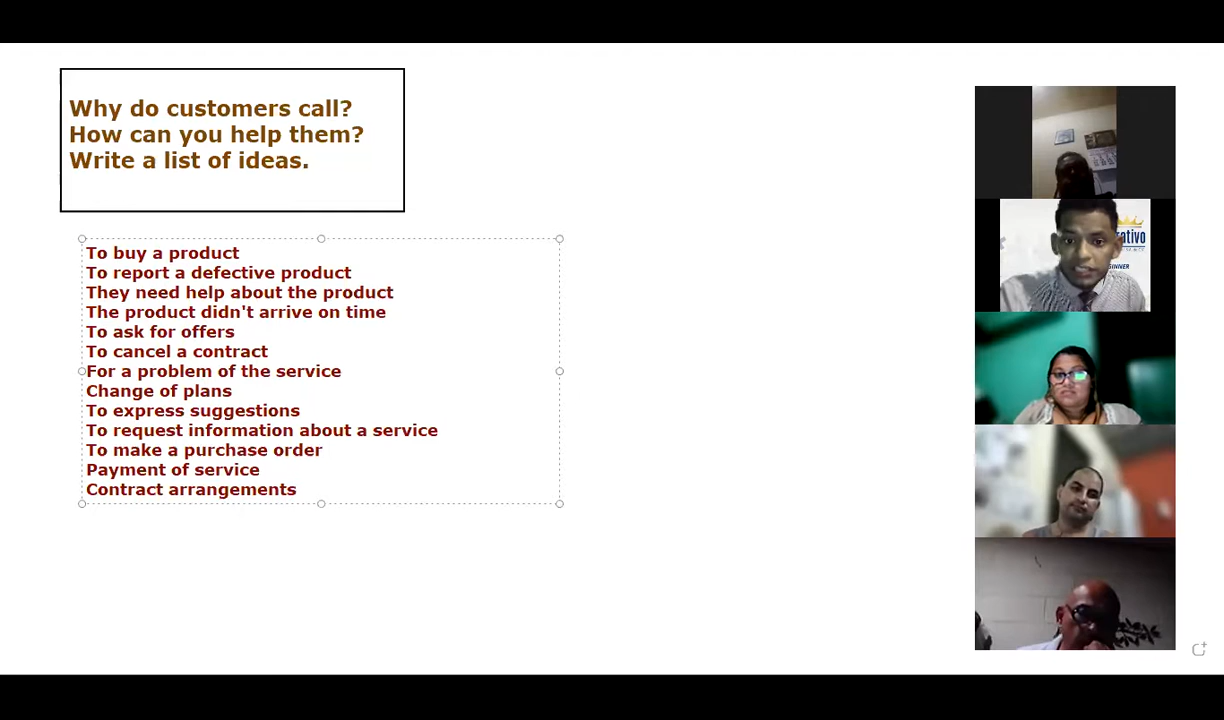 Why do customers call?
How can you help them?
Write a list of ideas.
To buy a product
To report a defective product
They need help about the product
The product didn't arrive on time
To ask for offers
To cancel a contract
For a problem of the service
Change of plans
To express suggestions
To request information about a service
To make a purchase order
Payment of service
Contract arrangements